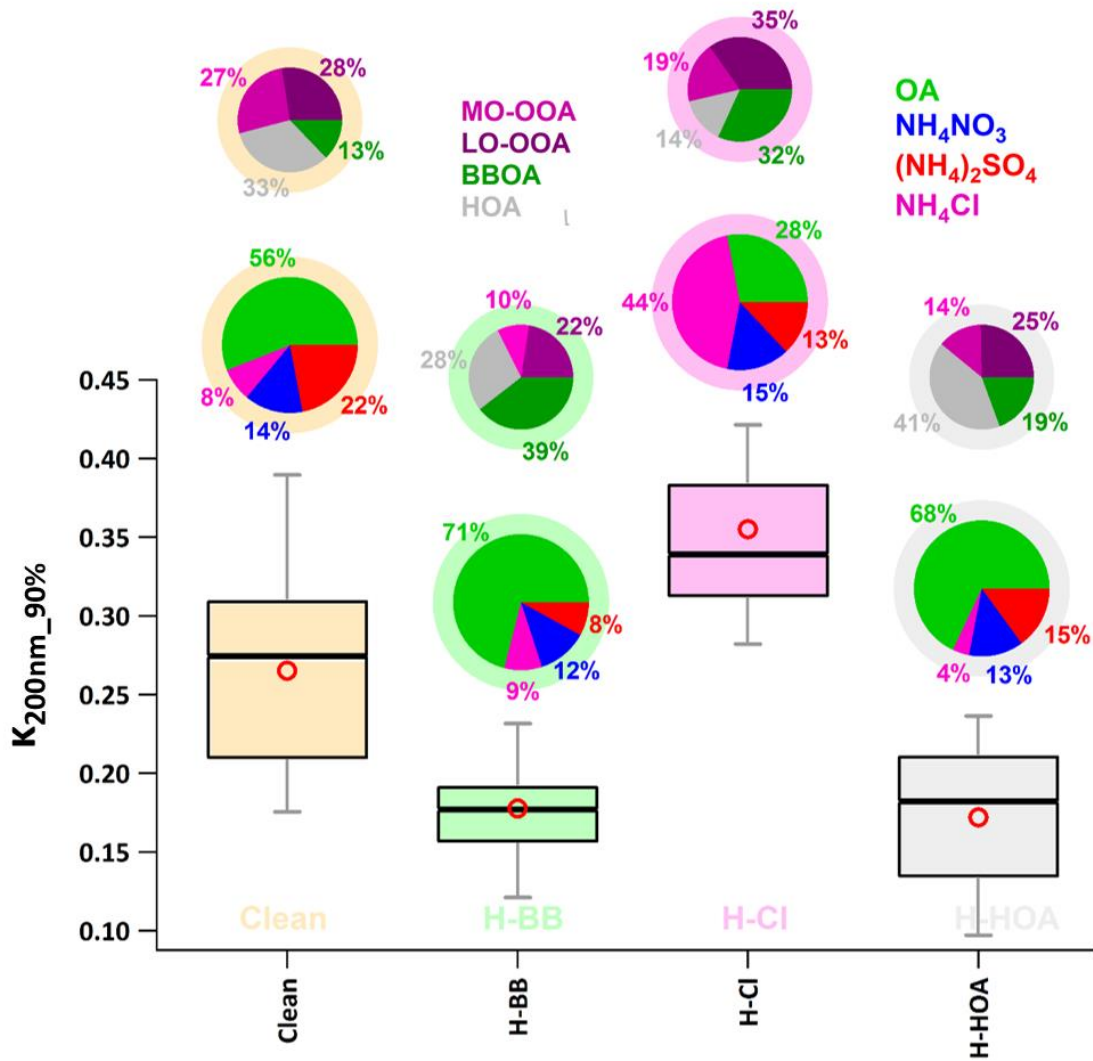 35%
27%
28%
19%
OA
MO-OOA
NH₄NO₃
LO-OOA
13%
14%
32%
(NH₄)₂SO₄
BBOA
33%
NH₄Cl
HOA
28%
56%
10%
44%
14%
25%
22%
13%
28%
0.45
8%
22%
15%
14%
41%
19%
39%
0.40
71%
68%
0.35
0.30
8%
15%
12%
4%
13%
9%
0.25
K200nm_90%
0.20
0.15
Clean
H-BB
H-Cl
H-HOA
0.10
Clean
H-BB
H-Cl
H-HOA